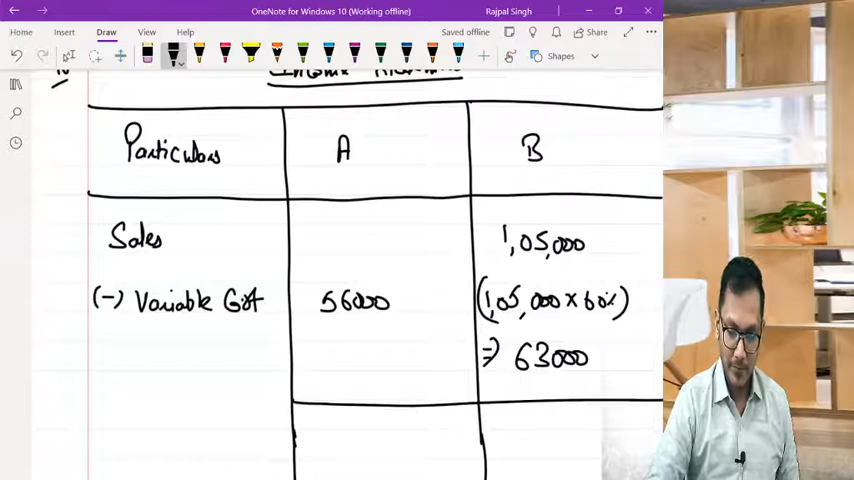 OneNote for Windows 10 (Working offline)
Rajpal Singh
Home Insert Draw View Help
Saved offline Share
Shapes
Particulars A B
Sales 1,05,000
(-) Variable Cost 56000 (1,05,000 x 60%)
⇒ 63000